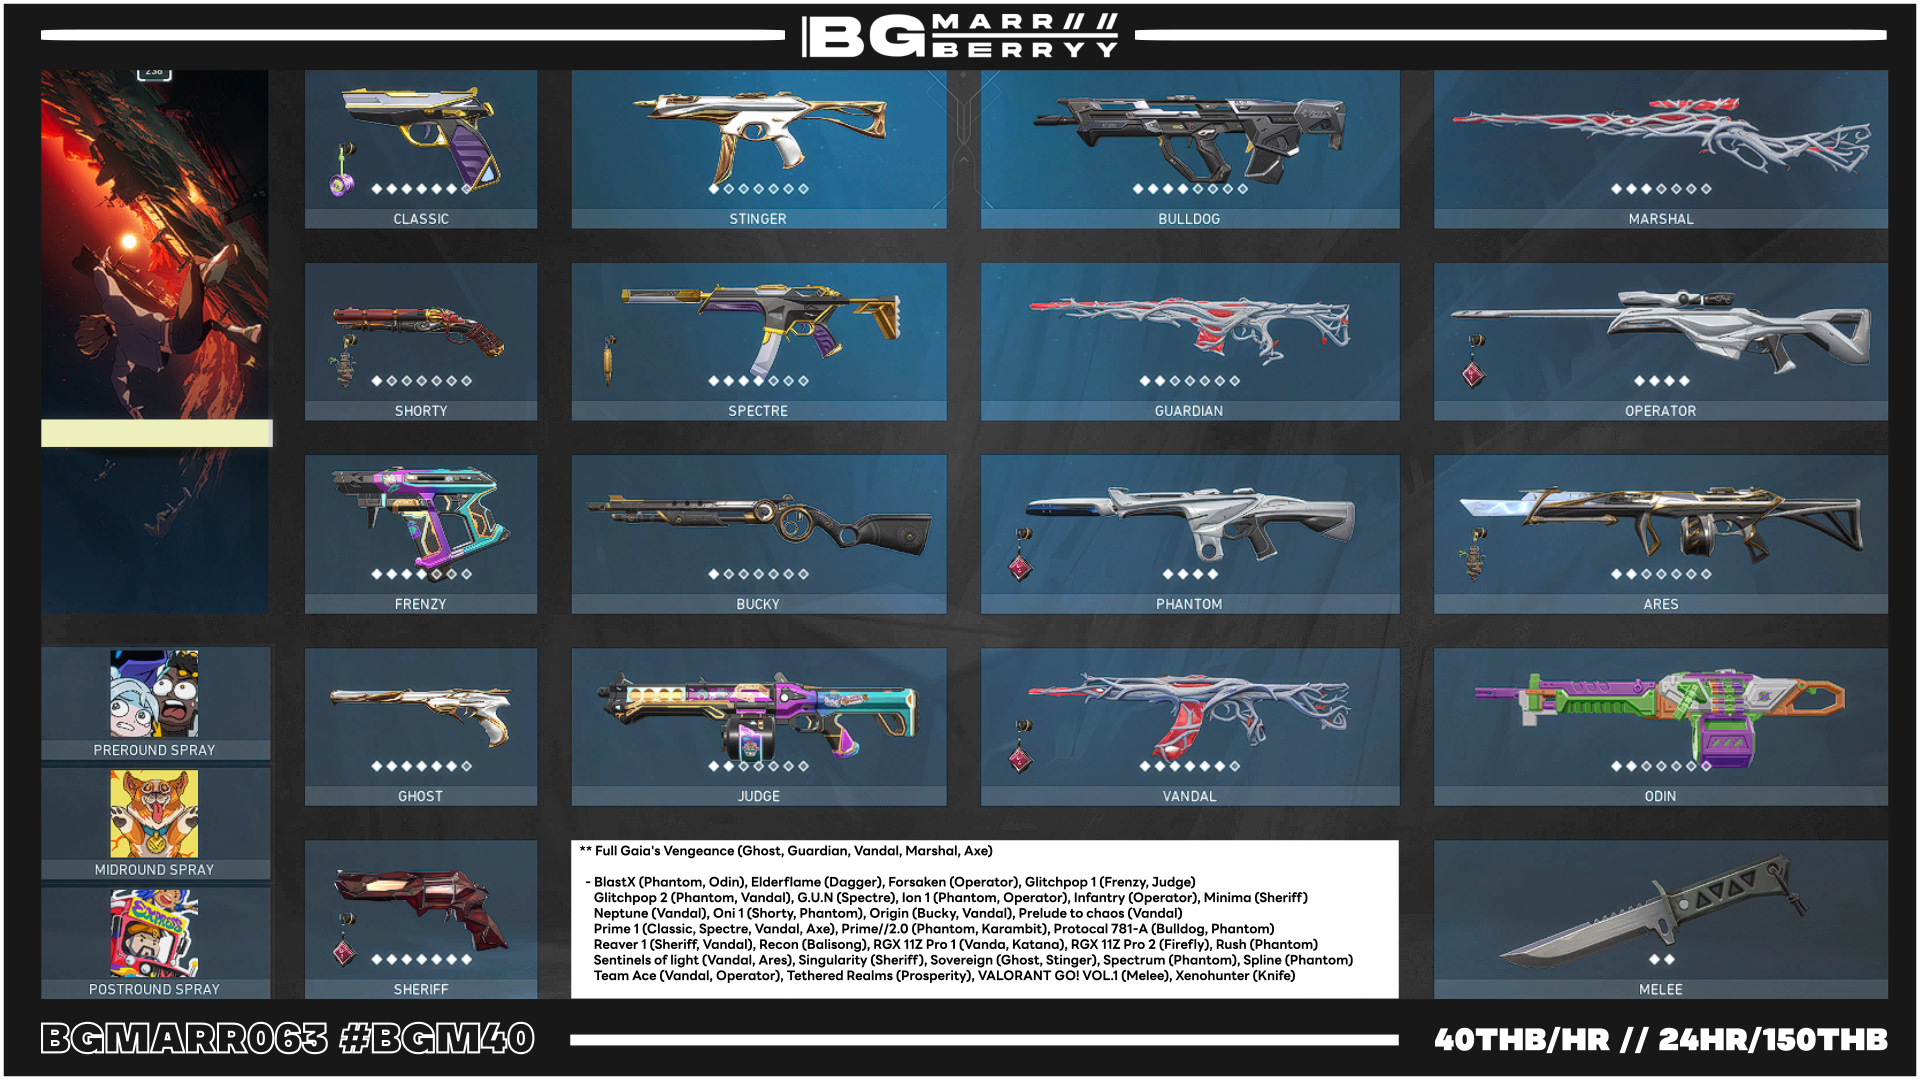 BG MARR// //
BERRYY
238
CLASSIC
STINGER
BULLDOG
MARSHAL
SHORTY
SPECTRE
GUARDIAN
OPERATOR
FRENZY
BUCKY
PHANTOM
ARES
PREROUND SPRAY
GHOST
JUDGE
VANDAL
ODIN
MIDROUND SPRAY
Express
POSTROUND SPRAY
SHERIFF
** Full Gaia's Vengeance (Ghost, Guardian, Vandal, Marshal, Axe)
- BlastX (Phantom, Odin), Elderflame (Dagger), Forsaken (Operator), Glitchpop 1 (Frenzy, Judge)
Glitchpop 2 (Phantom, Vandal), G.U.N (Spectre), Ion 1 (Phantom, Operator), Infantry (Operator), Minima (Sheriff)
Neptune (Vandal), Oni 1 (Shorty, Phantom), Origin (Bucky, Vandal), Prelude to chaos (Vandal)
Prime 1 (Classic, Spectre, Vandal, Axe), Prime//2.0 (Phantom, Karambit), Protocal 781-A (Bulldog, Phantom)
Reaver 1 (Sheriff, Vandal), Recon (Balisong), RGX 11Z Pro 1 (Vanda, Katana), RGX 11Z Pro 2 (Firefly), Rush (Phantom)
Sentinels of light (Vandal, Ares), Singularity (Sheriff), Sovereign (Ghost, Stinger), Spectrum (Phantom), Spline (Phantom)
Team Ace (Vandal, Operator), Tethered Realms (Prosperity), VALORANT GO! VOL.1 (Melee), Xenohunter (Knife)
MELEE
BGMARR063 #BGM40
40THB/HR // 24HR/150THB